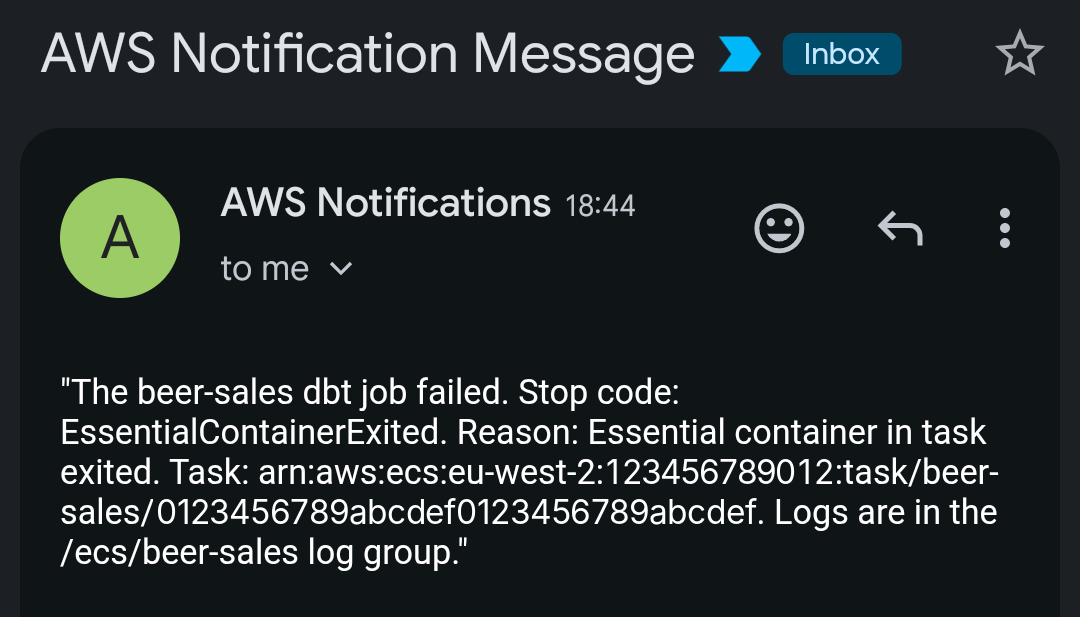 AWS Notification Message Inbox
A
AWS Notifications 18:44
to me
"The beer-sales dbt job failed. Stop code:
EssentialContainerExited. Reason: Essential container in task
exited. Task: arn:aws:ecs:eu-west-2:123456789012:task/beer-
sales/0123456789abcdef0123456789abcdef. Logs are in the
/ecs/beer-sales log group."